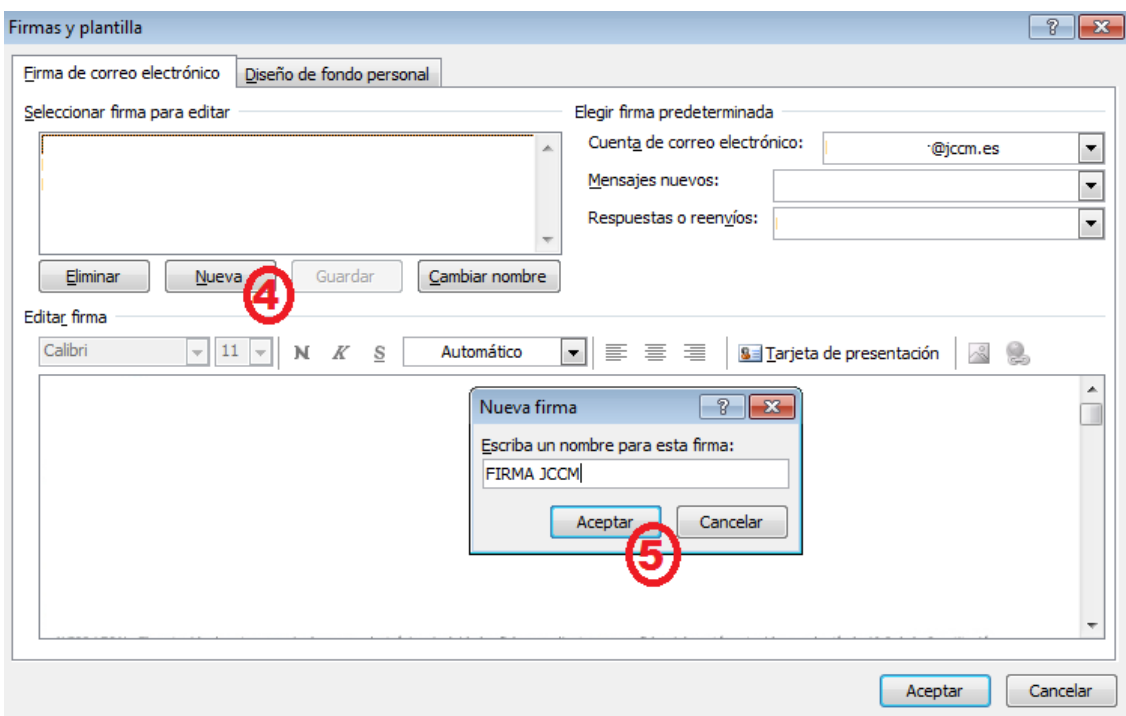 Firmas y plantilla
Firma de correo electrónico
Diseño de fondo personal
Seleccionar firma para editar
Elegir firma predeterminada
Cuenta de correo electrónico:
@jccm.es
Mensajes nuevos:
Respuestas o reenvíos:
Eliminar
Nueva
4
Guardar
Cambiar nombre
Editar firma
Calibri
11
N K S
Automático
Tarjeta de presentación
Nueva firma
Escriba un nombre para esta firma:
FIRMA JCCM
Aceptar
5
Cancelar
Aceptar
Cancelar